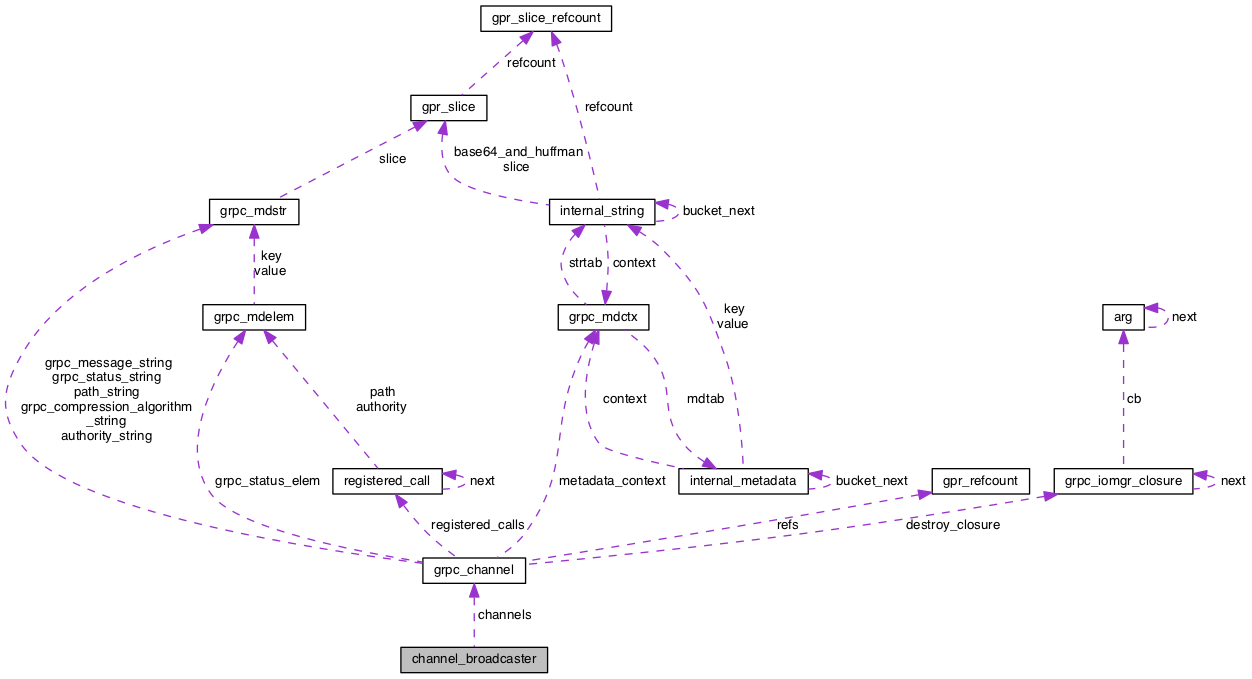 gpr_slice_refcount
refcount
gpr_slice
refcount
base64_and_huffman
slice
slice
grpc_mdstr
internal_string
bucket_next
key
value
strtab
context
grpc_mdelem
grpc_mdctx
key
value
arg
next
grpc_message_string
grpc_status_string
path_string
grpc_compression_algorithm
_string
authority_string
path
authority
context
mdtab
cb
grpc_status_elem
registered_call
next
metadata_context
internal_metadata
bucket_next
gpr_refcount
grpc_iomgr_closure
next
registered_calls
refs
destroy_closure
grpc_channel
channels
channel_broadcaster